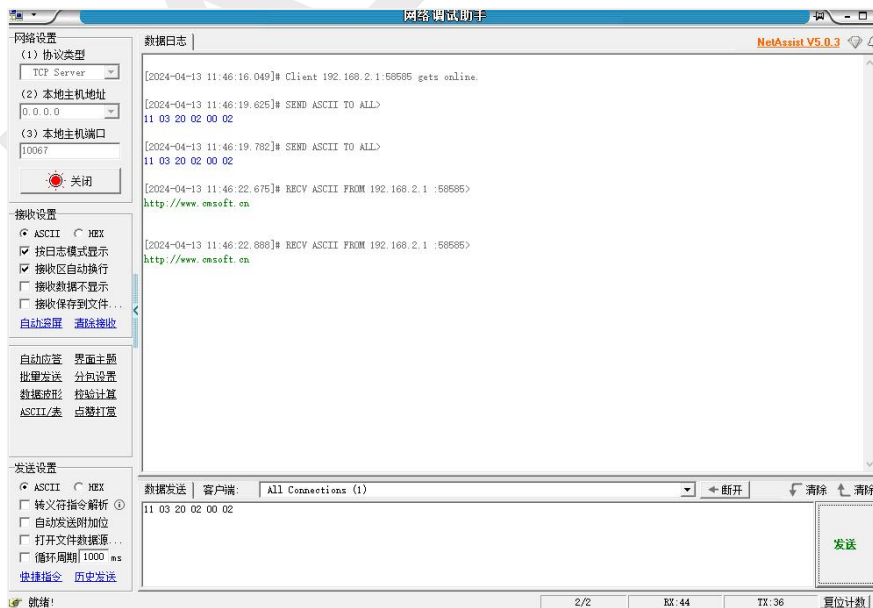 网络调试助手
网络设置
(1) 协议类型
TCP Server
(2) 本地主机地址
0.0.0.0
(3) 本地主机端口
10067
关闭
接收设置
ASCII HEX
按日志模式显示
接收区自动换行
接收数据不显示
接收保存到文件...
自动滚屏 清除接收
自动应答 界面主题
批量发送 分包设置
数据波形 校验计算
ASCII/表 点赞打赏
发送设置
ASCII HEX
转义符指令解析
自动发送附加位
打开文件数据源...
循环周期 1000 ms
快捷指令 历史发送
数据日志
NetAssist V5.0.3
[2024-04-13 11:46:16.049]# Client 192.168.2.1:58585 gets online.
[2024-04-13 11:46:19.625]# SEND ASCII TO ALL>
11 03 20 02 00 02
[2024-04-13 11:46:19.782]# SEND ASCII TO ALL>
11 03 20 02 00 02
[2024-04-13 11:46:22.675]# RECV ASCII FROM 192.168.2.1 :58585>
http://www.cmsoft.cn
[2024-04-13 11:46:22.888]# RECV ASCII FROM 192.168.2.1 :58585>
http://www.cmsoft.cn
数据发送 客户端: All Connections (1) 断开 清除 清除
11 03 20 02 00 02
发送
就绪! 2/2 RX:44 TX:36 复位计数